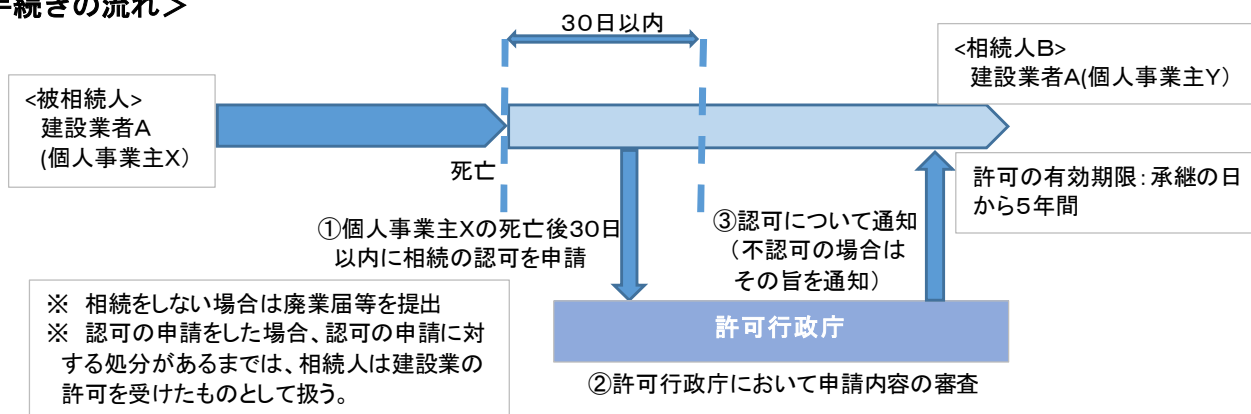 手続きの流れ＞
30日以内
<被相続人>
建設業者A
(個人事業主X)
死亡
<相続人B>
建設業者A(個人事業主Y)
許可の有効期限：承継の日
から5年間
①個人事業主Xの死亡後30日
以内に相続の認可を申請
③認可について通知
（不認可の場合は
その旨を通知）
※　相続をしない場合は廃業届等を提出
※　認可の申請をした場合、認可の申請に対
する処分があるまでは、相続人は建設業の
許可を受けたものとして扱う。
許可行政庁
②許可行政庁において申請内容の審査